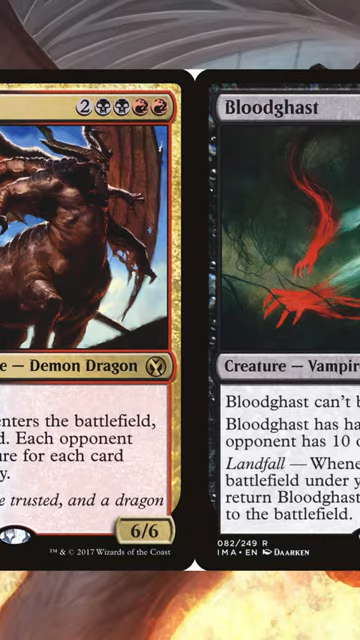 2
e — Demon Dragon
enters the battlefield,
d. Each opponent
ure for each card
y.
e trusted, and a dragon
6/6
™ & © 2017 Wizards of the Coast
Bloodghast
Creature — Vampire
Bloodghast can't b
Bloodghast has ha
opponent has 10 o
Landfall — Whene
battlefield under y
return Bloodghast
to the battlefield.
082/249 R
IMA • EN Daarken